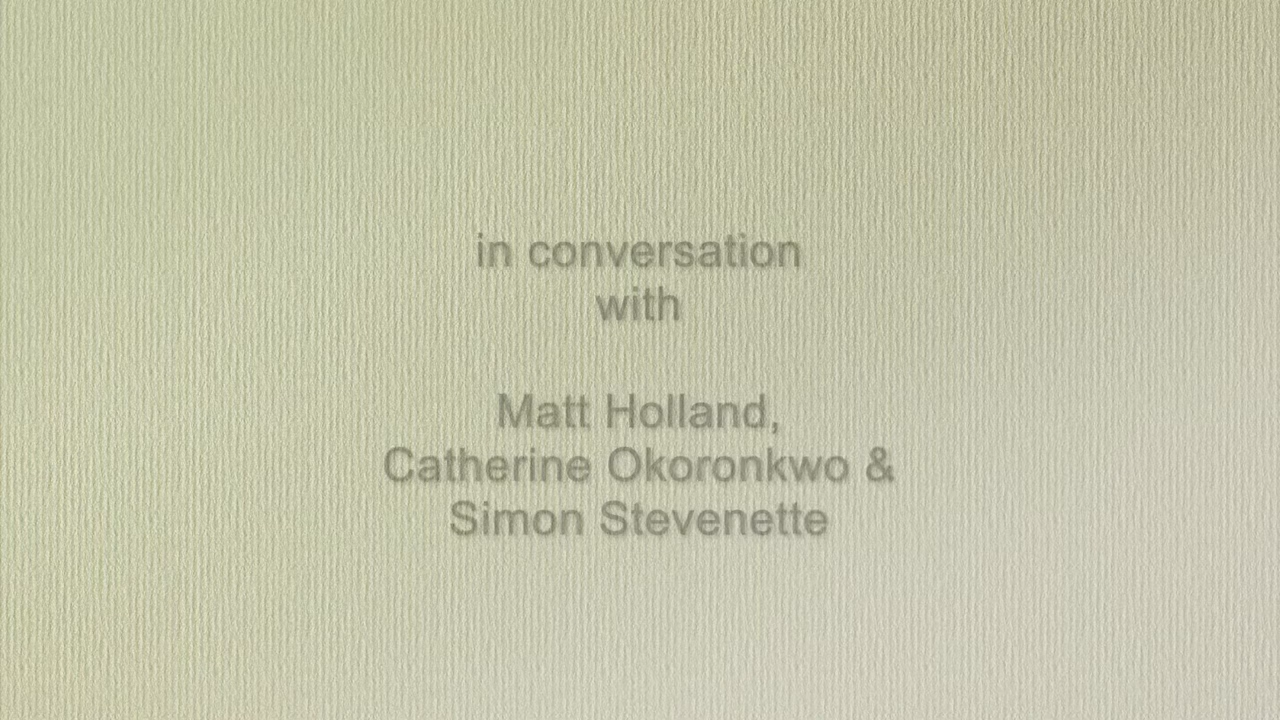 in conversation
with
Matt Holland,
Catherine Okoronkwo &
Simon Stevenette